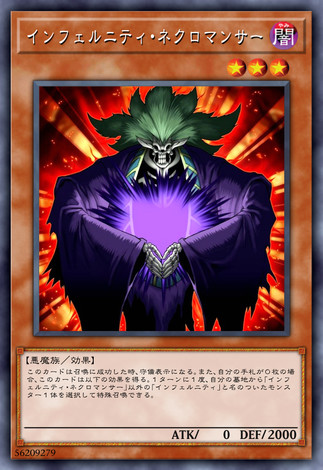 インフェルニティ・ネクロマンサー
やみ
闇
【悪魔族／効果】
このカードは召喚に成功した時、守備表示になる。また、自分の手札が０枚の場
合、このカードは以下の効果を得る。１ターンに１度、自分の墓地から「インフ
ェルニティ・ネクロマンサー」以外の「インフェルニティ」と名のついたモンス
ター１体を選択して特殊召喚できる。
ATK/ 0 DEF/2000
56209279